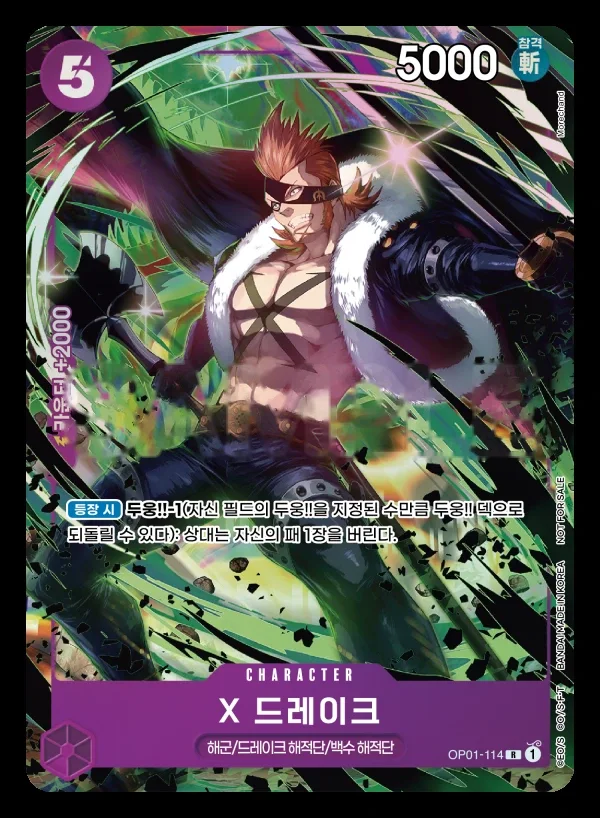 5
5000
참격
斬
Morechand
카운터 +2000
등장 시 두웅!!-1(자신 필드의 두웅!!을 지정된 수만큼 두웅!! 덱으로
되돌릴 수 있다): 상대는 자신의 패 1장을 버린다.
NOT FOR SALE
BANDAI MADE IN KOREA
©EO/S ©O/S·F·T
CHARACTER
X 드레이크
해군/드레이크 해적단/백수 해적단
OP01-114 R 1